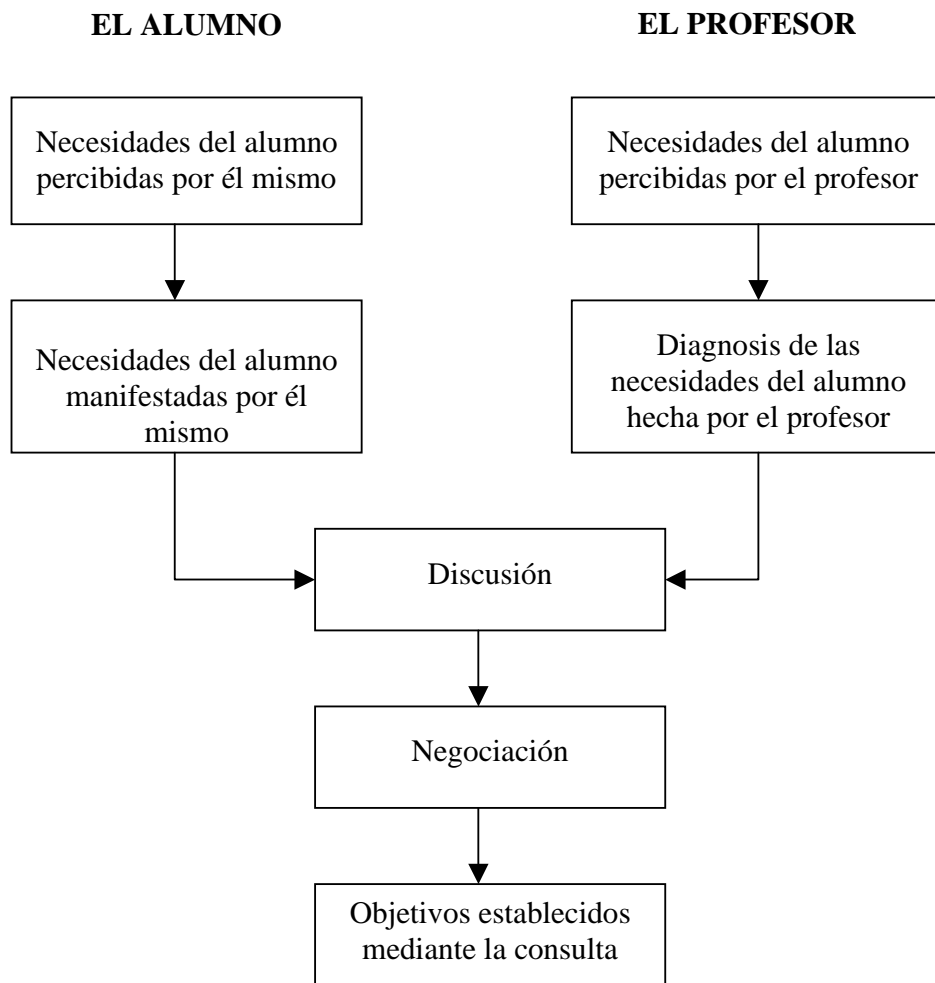 EL ALUMNO
EL PROFESOR
Necesidades del alumno
percibidas por él mismo
Necesidades del alumno
percibidas por el profesor
Necesidades del alumno
manifestadas por él
mismo
Diagnosis de las
necesidades del alumno
hecha por el profesor
Discusión
Negociación
Objetivos establecidos
mediante la consulta